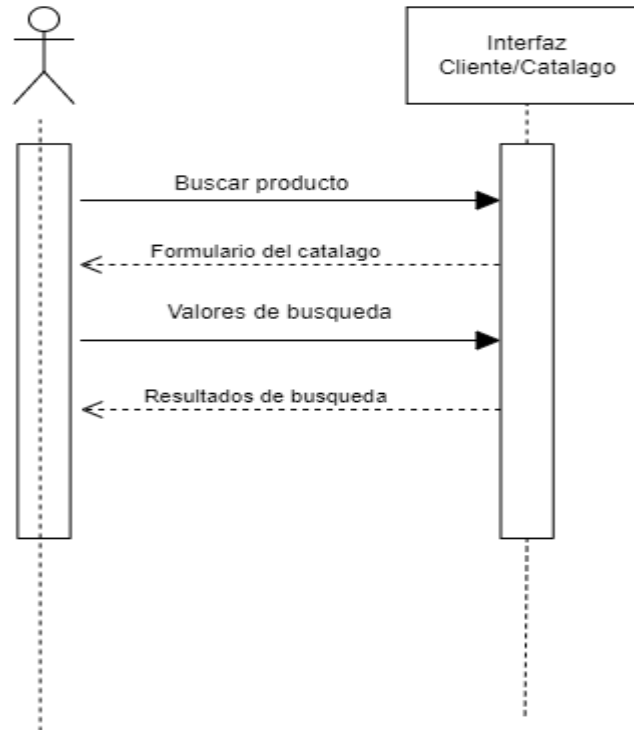 Interfaz
Cliente/Catalago
Buscar producto
Formulario del catalago
Valores de busqueda
Resultados de busqueda